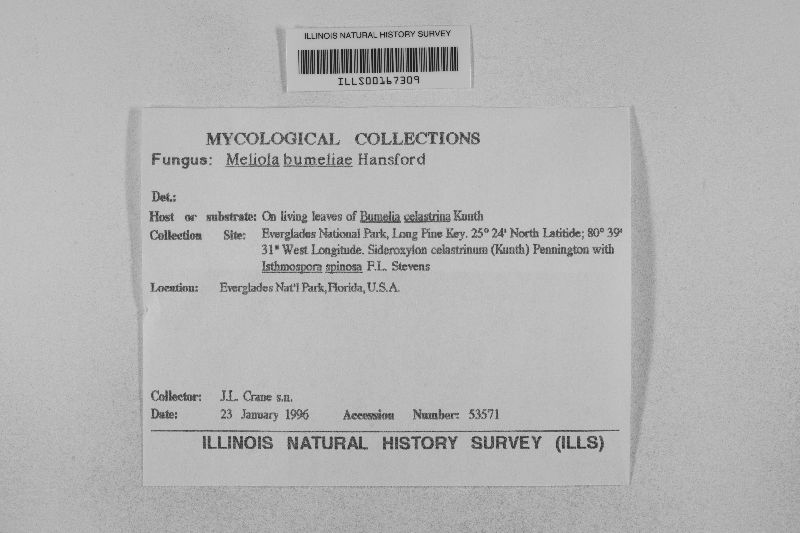 ILLINOIS NATURAL HISTORY SURVEY
ILLS00167309
MYCOLOGICAL COLLECTIONS
Fungus: Meliola bumeliae Hansford
Det.:
Host or substrate: On living leaves of Bumelia celastrina Kunth
Collection Site: Everglades National Park, Long Pine Key. 25° 24' North Latitide; 80° 39'
31" West Longitude. Sideroxylon celastrinum (Kunth) Pennington with
Isthmospora spinosa F.L. Stevens
Location: Everglades Nat'l Park, Florida, U.S.A.
Collector: J.L. Crane s.n.
Date: 23 January 1996 Accession Number: 53571
ILLINOIS NATURAL HISTORY SURVEY (ILLS)